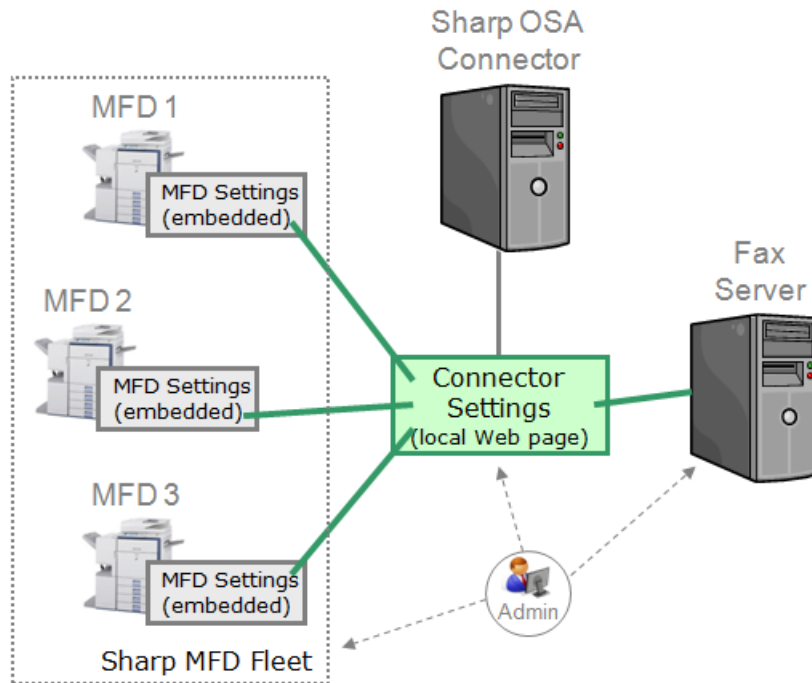 Sharp OSA
Connector
MFD 1
MFD Settings
(embedded)
MFD 2
MFD Settings
(embedded)
Fax
Server
Connector
Settings
(local Web page)
MFD 3
MFD Settings
(embedded)
Admin
Sharp MFD Fleet